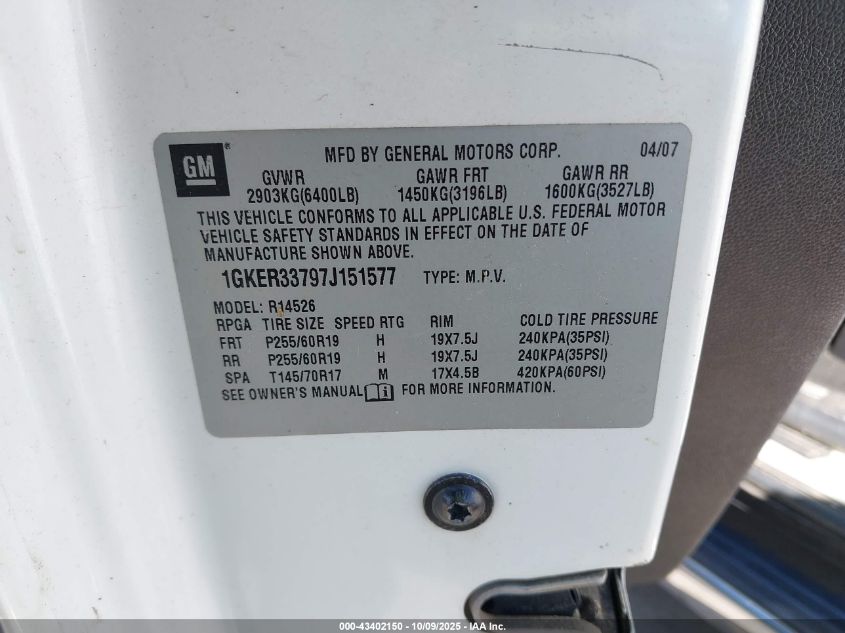 GM®
MFD BY GENERAL MOTORS CORP. 04/07
GVWR GAWR FRT GAWR RR
2903KG(6400LB) 1450KG(3196LB) 1600KG(3527LB)
THIS VEHICLE CONFORMS TO ALL APPLICABLE U.S. FEDERAL MOTOR
VEHICLE SAFETY STANDARDS IN EFFECT ON THE DATE OF
MANUFACTURE SHOWN ABOVE.
1GKER33797J151577 TYPE: M.P.V.
MODEL: R14526
RPGA TIRE SIZE SPEED RTG RIM COLD TIRE PRESSURE
FRT P255/60R19 H 19X7.5J 240KPA(35PSI)
RR P255/60R19 H 19X7.5J 240KPA(35PSI)
SPA T145/70R17 M 17X4.5B 420KPA(60PSI)
SEE OWNER'S MANUAL i FOR MORE INFORMATION.
000-43402150 - 10/09/2025 - IAA Inc.